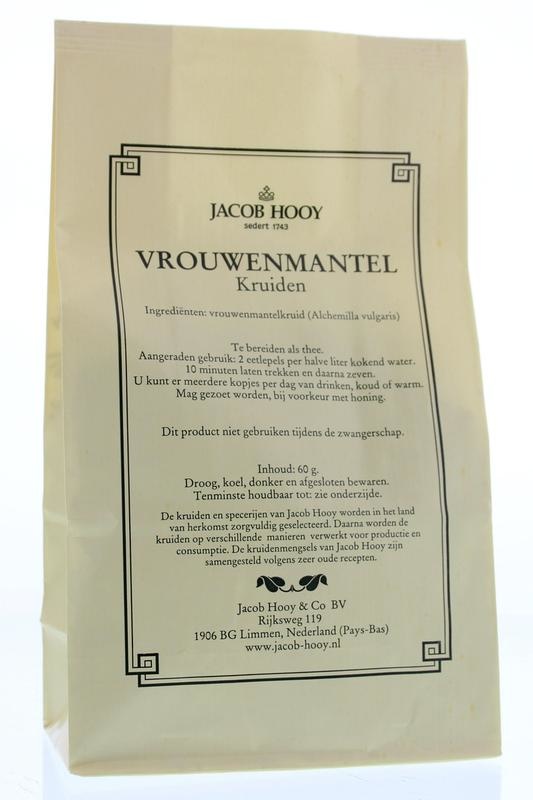 JACOB HOOY
sedert 1743
VROUWENMANTEL
Kruiden
Ingrediënten: vrouwenmantelkruid (Alchemilla vulgaris)
Te bereiden als thee.
Aangeraden gebruik: 2 eetlepels per halve liter kokend water.
10 minuten laten trekken en daarna zeven.
U kunt er meerdere kopjes per dag van drinken, koud of warm.
Mag gezoet worden, bij voorkeur met honing.
Dit product niet gebruiken tijdens de zwangerschap.
Inhoud: 60 g.
Droog, koel, donker en afgesloten bewaren.
Tenminste houdbaar tot: zie onderzijde.
De kruiden en specerijen van Jacob Hooy worden in het land
van herkomst zorgvuldig geselecteerd. Daarna worden de
kruiden op verschillende manieren verwerkt voor productie en
consumptie. De kruidenmengsels van Jacob Hooy zijn
samengesteld volgens zeer oude recepten.
Jacob Hooy & Co BV
Rijksweg 119
1906 BG Limmen, Nederland (Pays-Bas)
www.jacob-hooy.nl